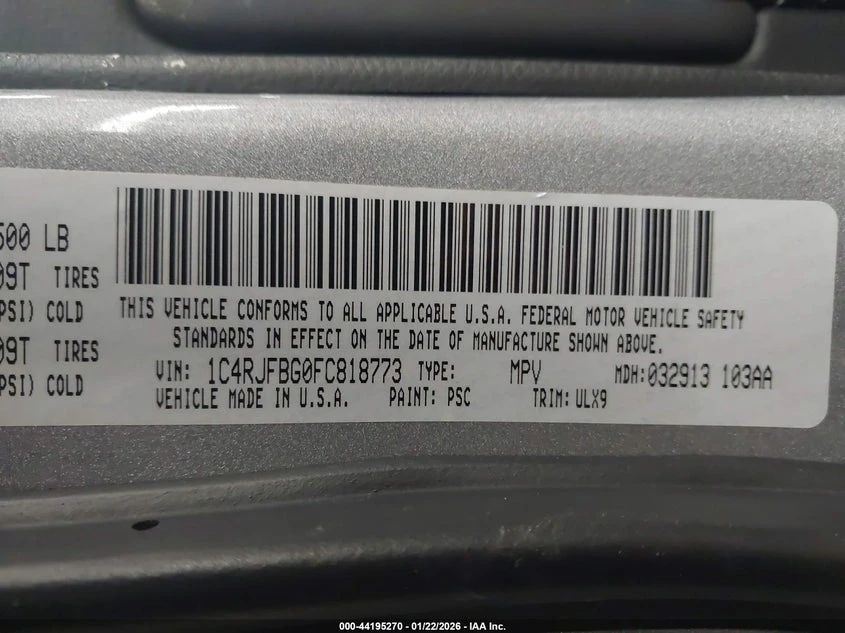 500 LB
09T TIRES
PSI) COLD
09T TIRES
PSI) COLD
THIS VEHICLE CONFORMS TO ALL APPLICABLE U.S.A. FEDERAL MOTOR VEHICLE SAFETY
STANDARDS IN EFFECT ON THE DATE OF MANUFACTURE SHOWN ABOVE.
VIN: 1C4RJFBG0FC818773 TYPE: MPV MDH:032913 103AA
VEHICLE MADE IN U.S.A. PAINT: PSC TRIM: ULX9
000-44195270 - 01/22/2026 - IAA Inc.